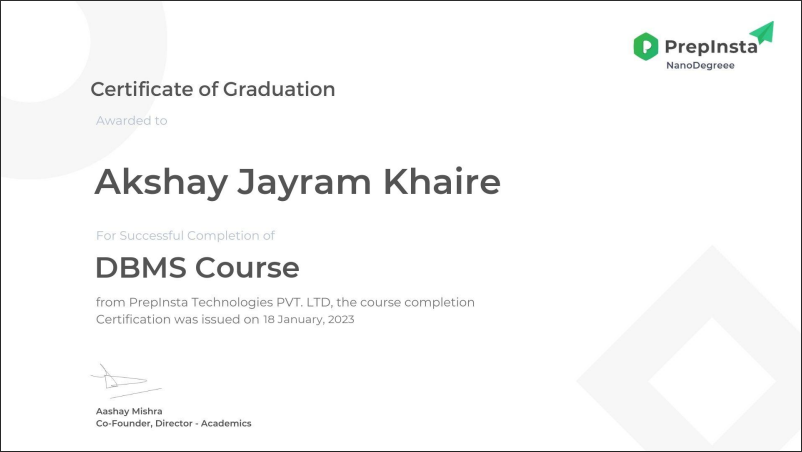 PrepInsta
NanoDegreee
Certificate of Graduation
Awarded to
Akshay Jayram Khaire
For Successful Completion of
DBMS Course
from PrepInsta Technologies PVT. LTD, the course completion
Certification was issued on 18 January, 2023
Aashay Mishra
Co-Founder, Director - Academics